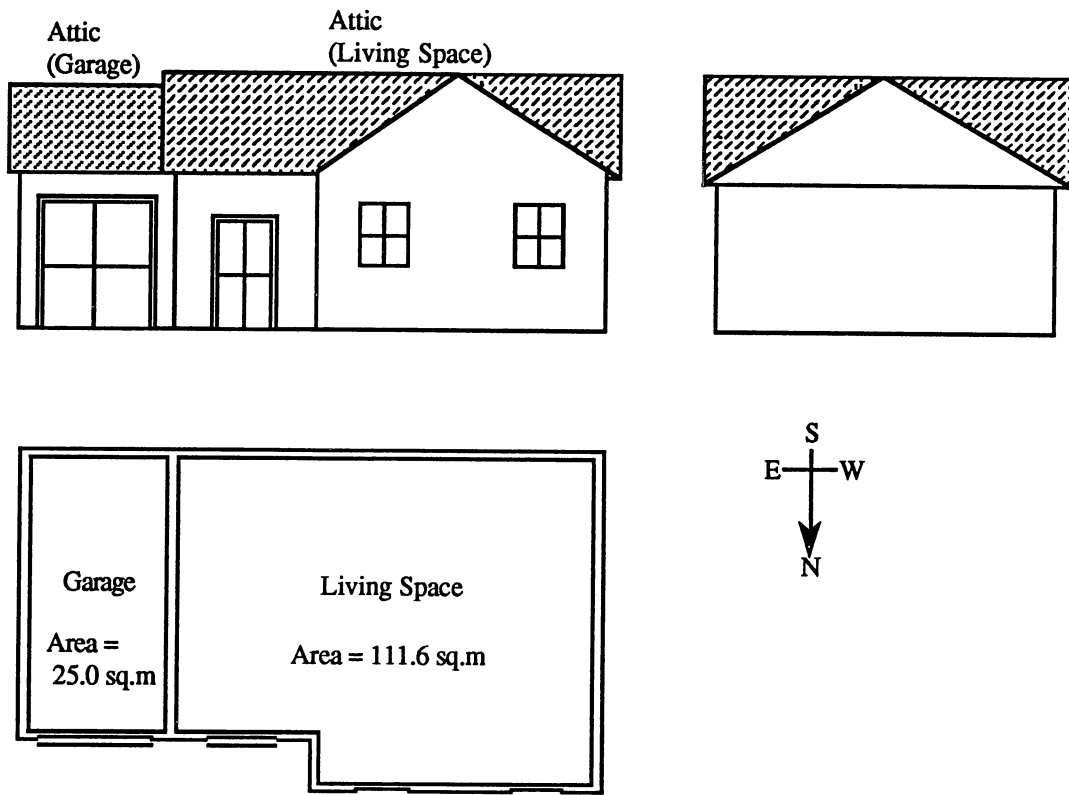 Attic
(Garage)
Attic
(Living Space)
S
E
W
N
Garage
Area =
25.0 sq.m
Living Space
Area = 111.6 sq.m